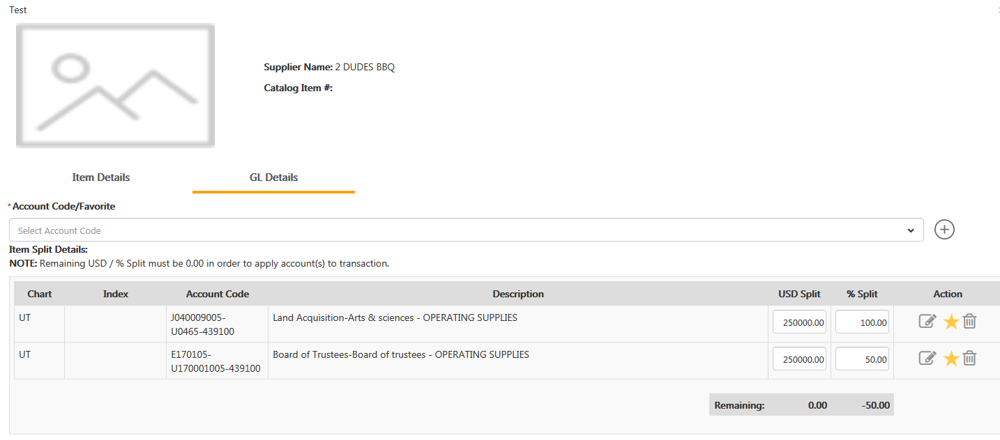 Test
Supplier Name: 2 DUDES BBQ
Catalog Item #:
Item Details GL Details
* Account Code/Favorite
Select Account Code
Item Split Details:
NOTE: Remaining USD / % Split must be 0.00 in order to apply account(s) to transaction.
Chart Index Account Code Description USD Split % Split Action
UT J040009005- Land Acquisition-Arts & sciences - OPERATING SUPPLIES 250000.00 100.00
U0465-439100
UT E170105- Board of Trustees-Board of trustees - OPERATING SUPPLIES 250000.00 50.00
U170001005-439100
Remaining: 0.00 -50.00